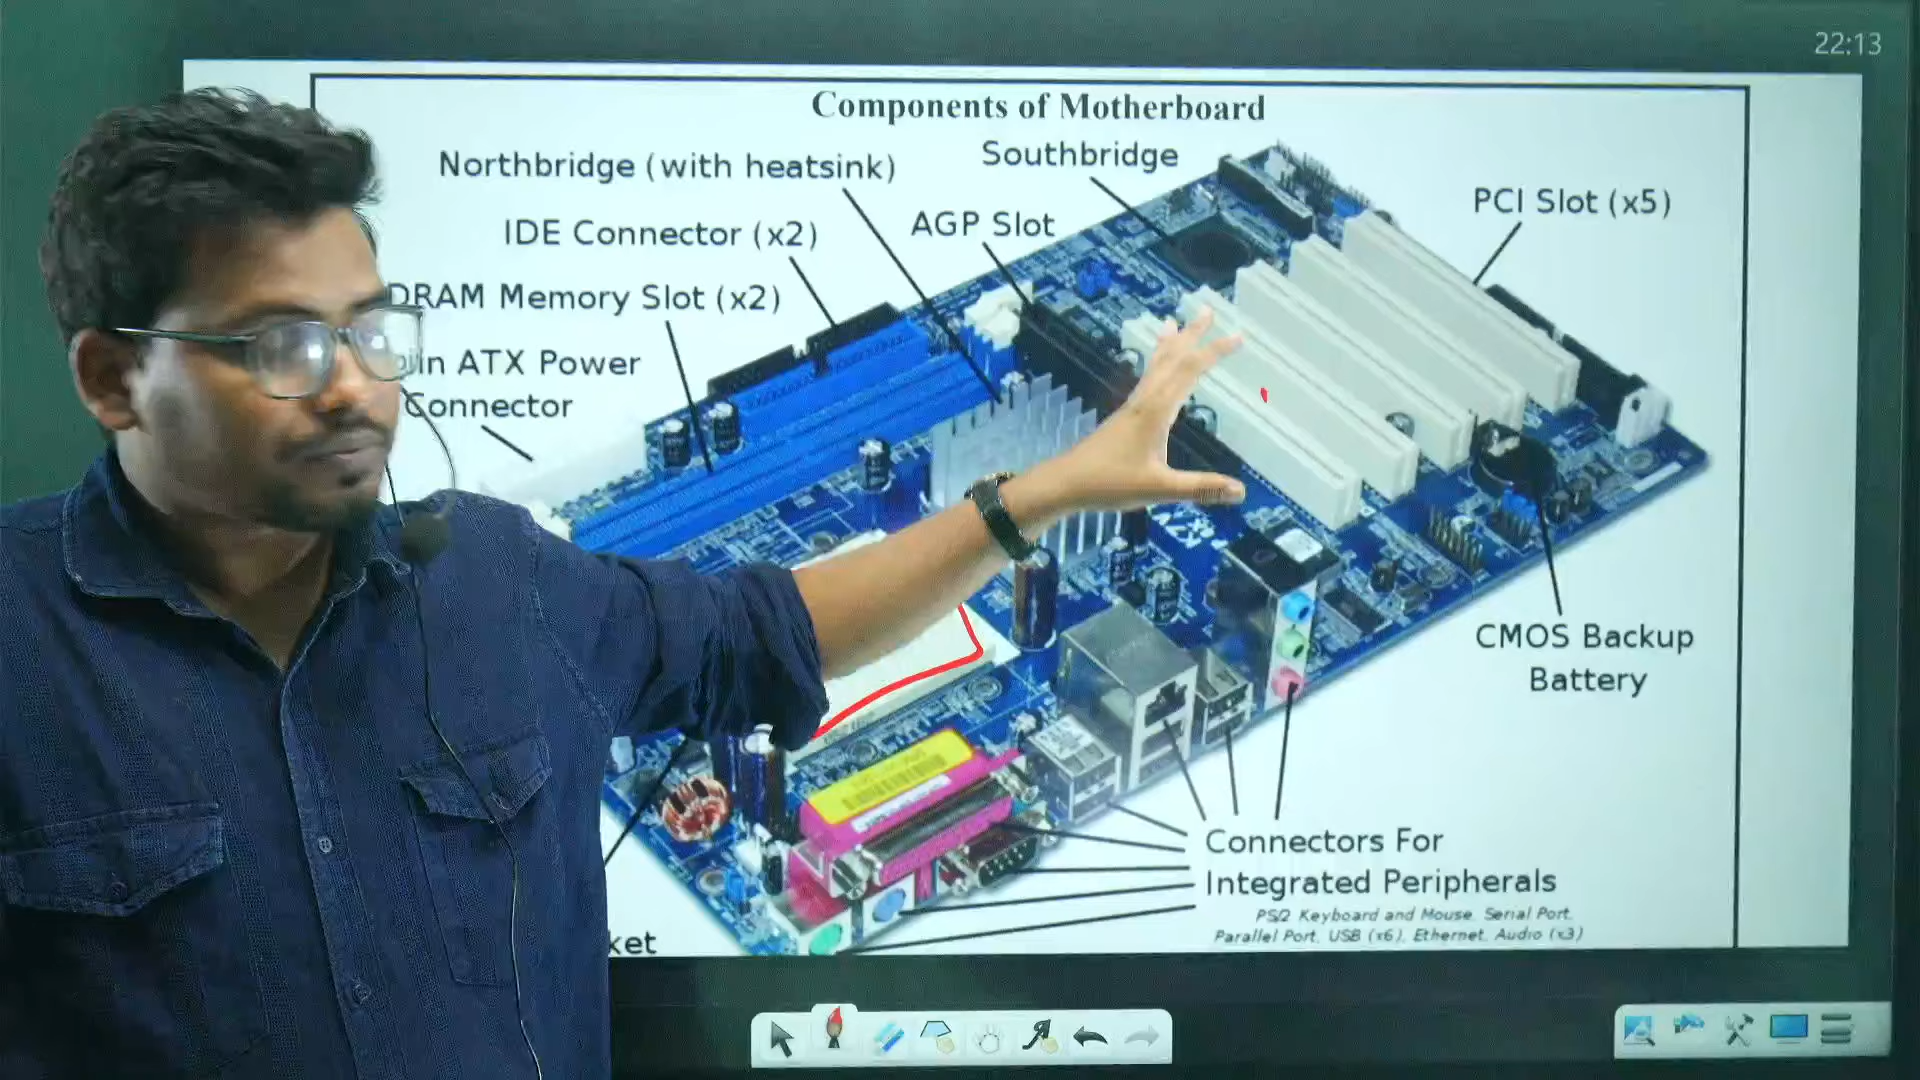 22:13
Components of Motherboard
Northbridge (with heatsink)
Southbridge
PCI Slot (x5)
IDE Connector (x2)
AGP Slot
DRAM Memory Slot (x2)
pin ATX Power
Connector
CMOS Backup
Battery
Connectors For
Integrated Peripherals
PS/2 Keyboard and Mouse, Serial Port,
Parallel Port, USB (x6), Ethernet, Audio (x3)
ket